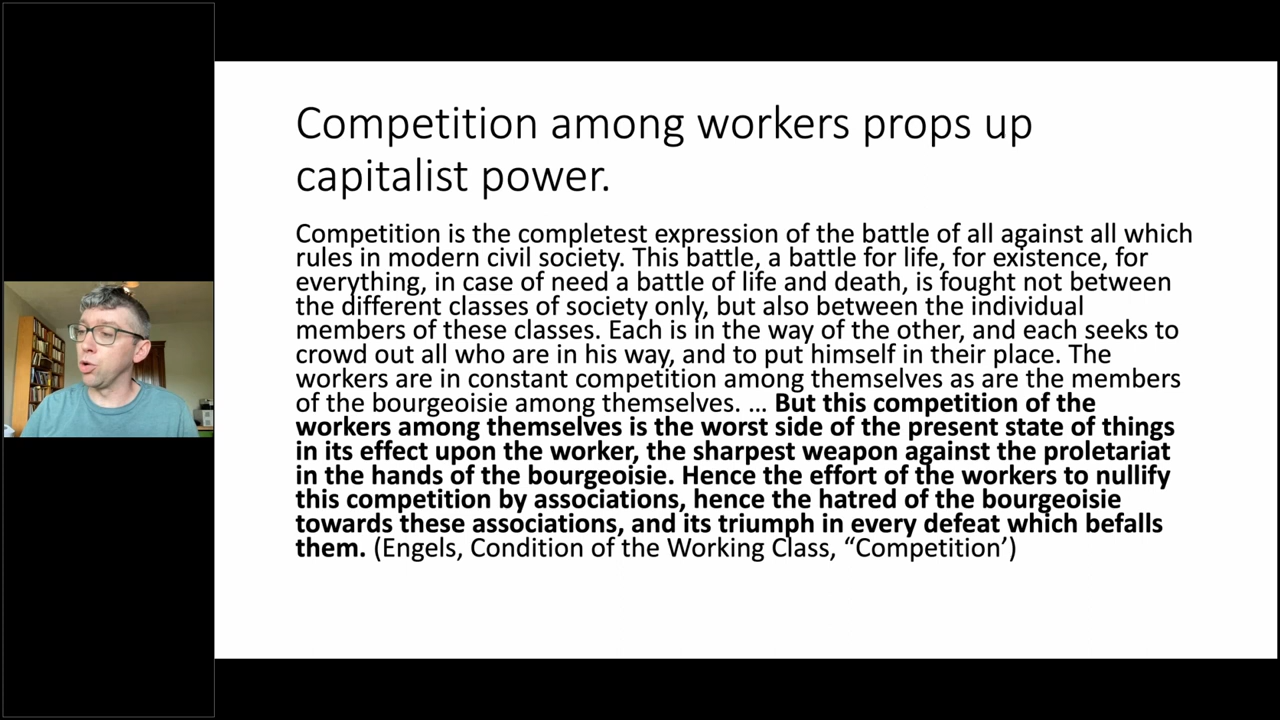 Competition among workers props up
capitalist power.
Competition is the completest expression of the battle of all against all which
rules in modern civil society. This battle, a battle for life, for existence, for
everything, in case of need a battle of life and death, is fought not between
the different classes of society only, but also between the individual
members of these classes. Each is in the way of the other, and each seeks to
crowd out all who are in his way, and to put himself in their place. The
workers are in constant competition among themselves as are the members
of the bourgeoisie among themselves. … But this competition of the
workers among themselves is the worst side of the present state of things
in its effect upon the worker, the sharpest weapon against the proletariat
in the hands of the bourgeoisie. Hence the effort of the workers to nullify
this competition by associations, hence the hatred of the bourgeoisie
towards these associations, and its triumph in every defeat which befalls
them. (Engels, Condition of the Working Class, “Competition’)